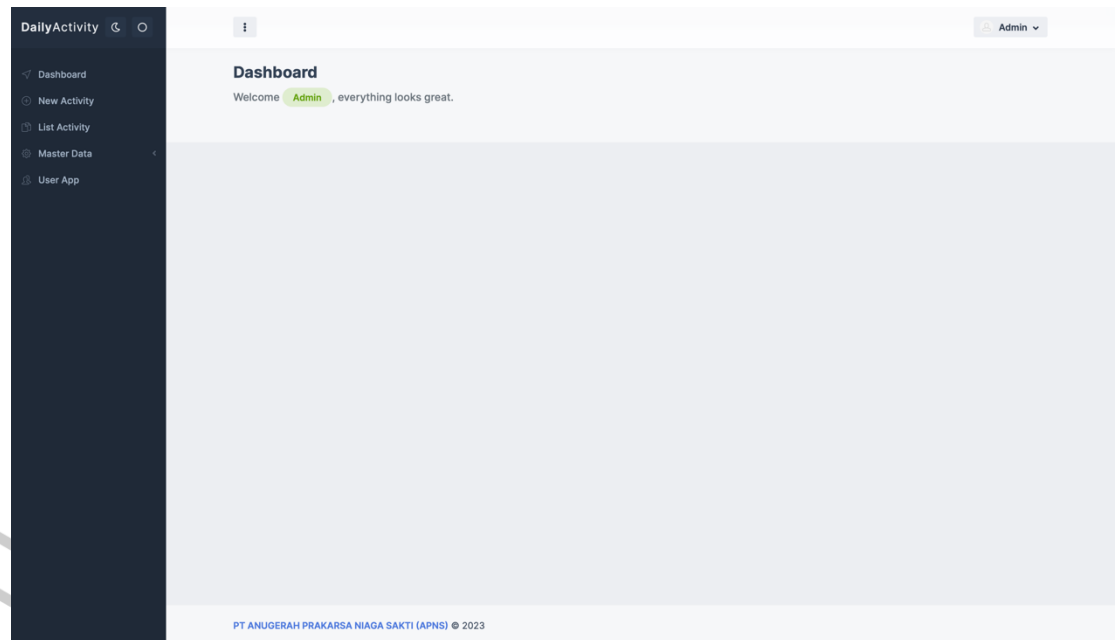 DailyActivity
Admin
Dashboard
New Activity
List Activity
Master Data
User App
Dashboard
Welcome Admin , everything looks great.
PT ANUGERAH PRAKARSA NIAGA SAKTI (APNS) © 2023